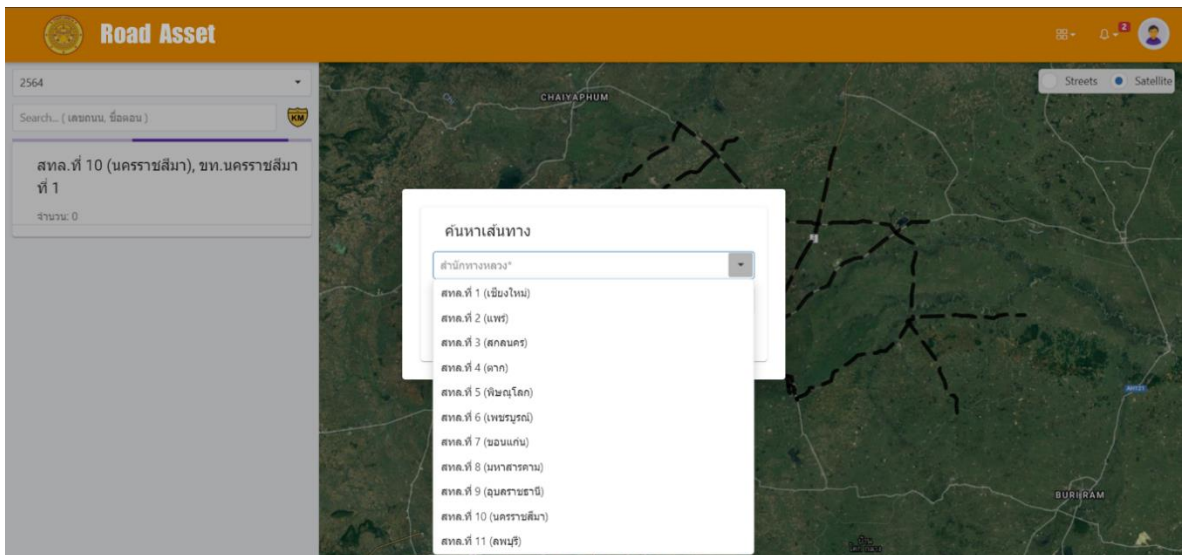 Road Asset
2
2564
Streets
Satellite
Search... ( เลขถนน, ชื่อตอน )
KM
สทล.ที่ 10 (นครราชสีมา), ขท.นครราชสีมา
ที่ 1
จำนวน: 0
CHAIYAPHUM
ค้นหาเส้นทาง
สำนักทางหลวง*
สทล.ที่ 1 (เชียงใหม่)
สทล.ที่ 2 (แพร่)
สทล.ที่ 3 (สกลนคร)
สทล.ที่ 4 (ตาก)
สทล.ที่ 5 (พิษณุโลก)
สทล.ที่ 6 (เพชรบูรณ์)
สทล.ที่ 7 (ขอนแก่น)
สทล.ที่ 8 (มหาสารคาม)
สทล.ที่ 9 (อุบลราชธานี)
สทล.ที่ 10 (นครราชสีมา)
สทล.ที่ 11 (ลพบุรี)
BURI RAM